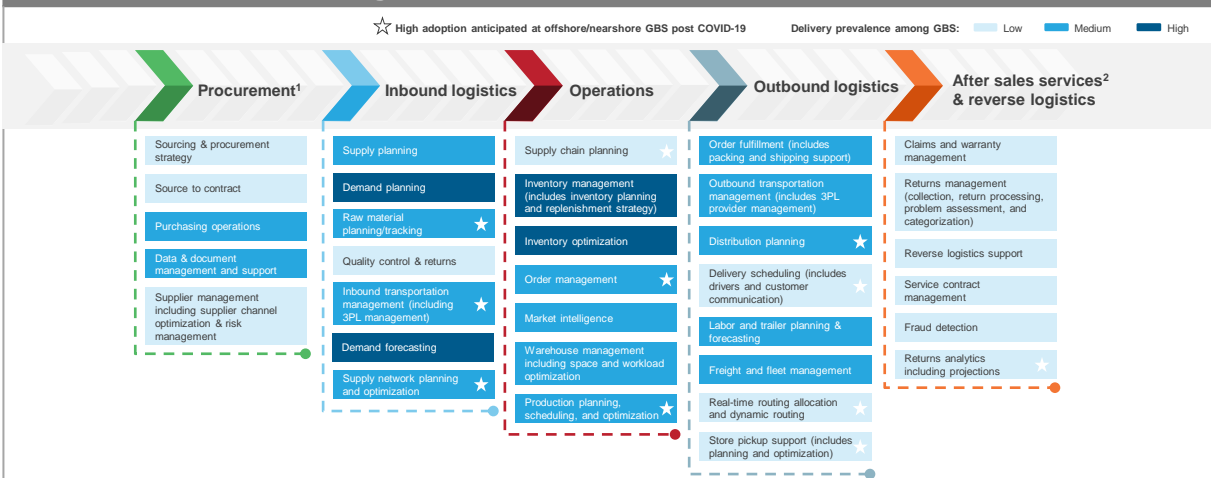 High adoption anticipated at offshore/nearshore GBS post COVID-19
Delivery prevalence among GBS:
Low
Medium
High
Procurement1
Inbound logistics
Operations
Outbound logistics
After sales services2
& reverse logistics
Sourcing & procurement
strategy
Source to contract
Purchasing operations
Data & document
management and support
Supplier management
including supplier channel
optimization & risk
management
Supply planning
Demand planning
Raw material
planning/tracking
Quality control & returns
Inbound transportation
management (including
3PL management)
Demand forecasting
Supply network planning
and optimization
Supply chain planning
Inventory management
(includes inventory planning
and replenishment strategy)
Inventory optimization
Order management
Market intelligence
Warehouse management
including space and workload
optimization
Production planning,
scheduling, and optimization
Order fulfillment (includes
packing and shipping support)
Outbound transportation
management (includes 3PL
provider management)
Distribution planning
Delivery scheduling (includes
drivers and customer
communication)
Labor and trailer planning &
forecasting
Freight and fleet management
Real-time routing allocation
and dynamic routing
Store pickup support (includes
planning and optimization)
Claims and warranty
management
Returns management
(collection, return processing,
problem assessment, and
categorization)
Reverse logistics support
Service contract
management
Fraud detection
Returns analytics
including projections